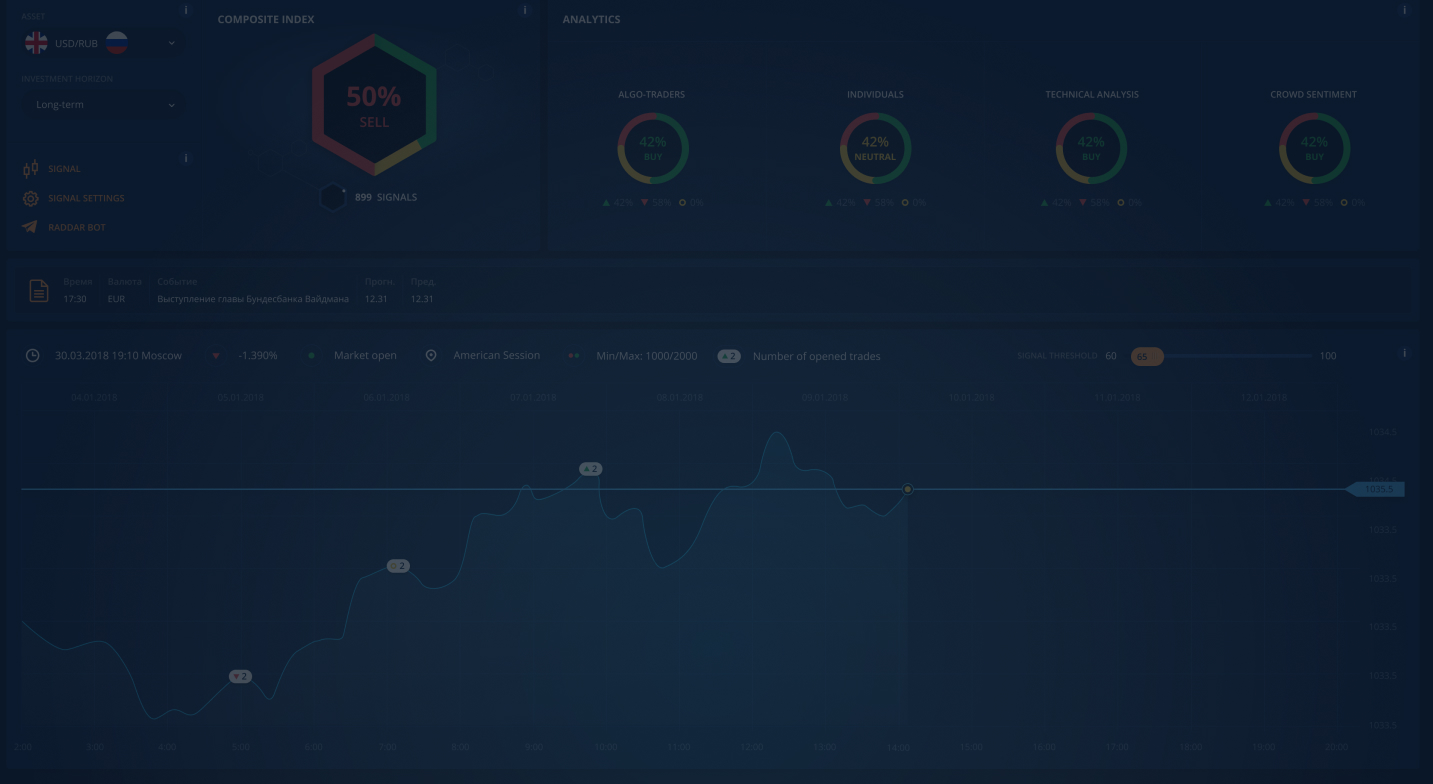 ASSET
i
USD/RUB
INVESTMENT HORIZON
Long-term
i
SIGNAL
SIGNAL SETTINGS
RADDAR BOT
COMPOSITE INDEX
i
50%
SELL
899 SIGNALS
ANALYTICS
i
ALGO-TRADERS
42%
BUY
42% 58% 0%
INDIVIDUALS
42%
NEUTRAL
42% 58% 0%
TECHNICAL ANALYSIS
42%
BUY
42% 58% 0%
CROWD SENTIMENT
42%
BUY
42% 58% 0%
Время Валюта Событие Прогн. Пред.
17:30 EUR Выступление главы Бундесбанка Вайдмана 12.31 12.31
30.03.2018 19:10 Moscow -1.390% Market open American Session Min/Max: 1000/2000 2 Number of opened trades SIGNAL THRESHOLD 60 65 100 i
04.01.2018 05.01.2018 06.01.2018 07.01.2018 08.01.2018 09.01.2018 10.01.2018 11.01.2018 12.01.2018
1034.5
2
1035.5
1033.5
2
1033.5
1033.5
2
1033.5
1033.5
2:00 3:00 4:00 5:00 6:00 7:00 8:00 9:00 10:00 11:00 12:00 13:00 14:00 15:00 16:00 17:00 18:00 19:00 20:00